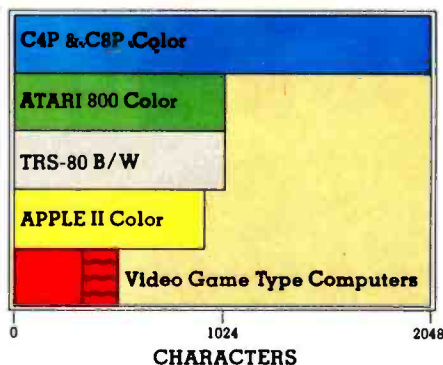 C4P & C8P Color
ATARI 800 Color
TRS-80 B/W
APPLE II Color
Video Game Type Computers
0 1024 2048
CHARACTERS